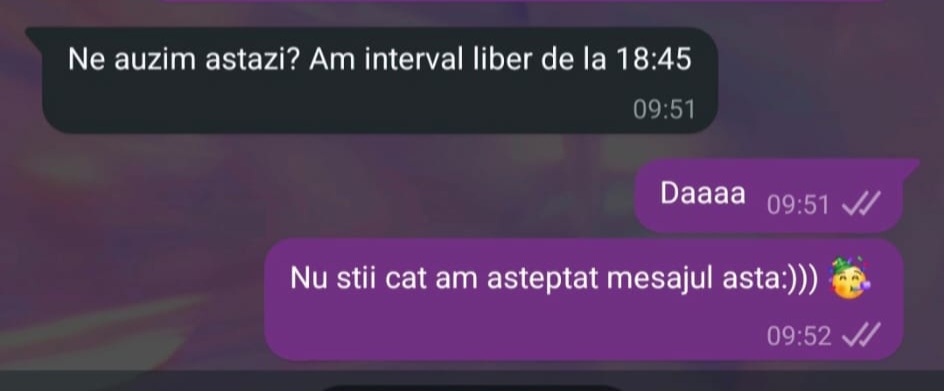 Ne auzim astazi? Am interval liber de la 18:45
09:51
Daaaa 09:51
Nu stii cat am asteptat mesajul asta:))) 🥳
09:52